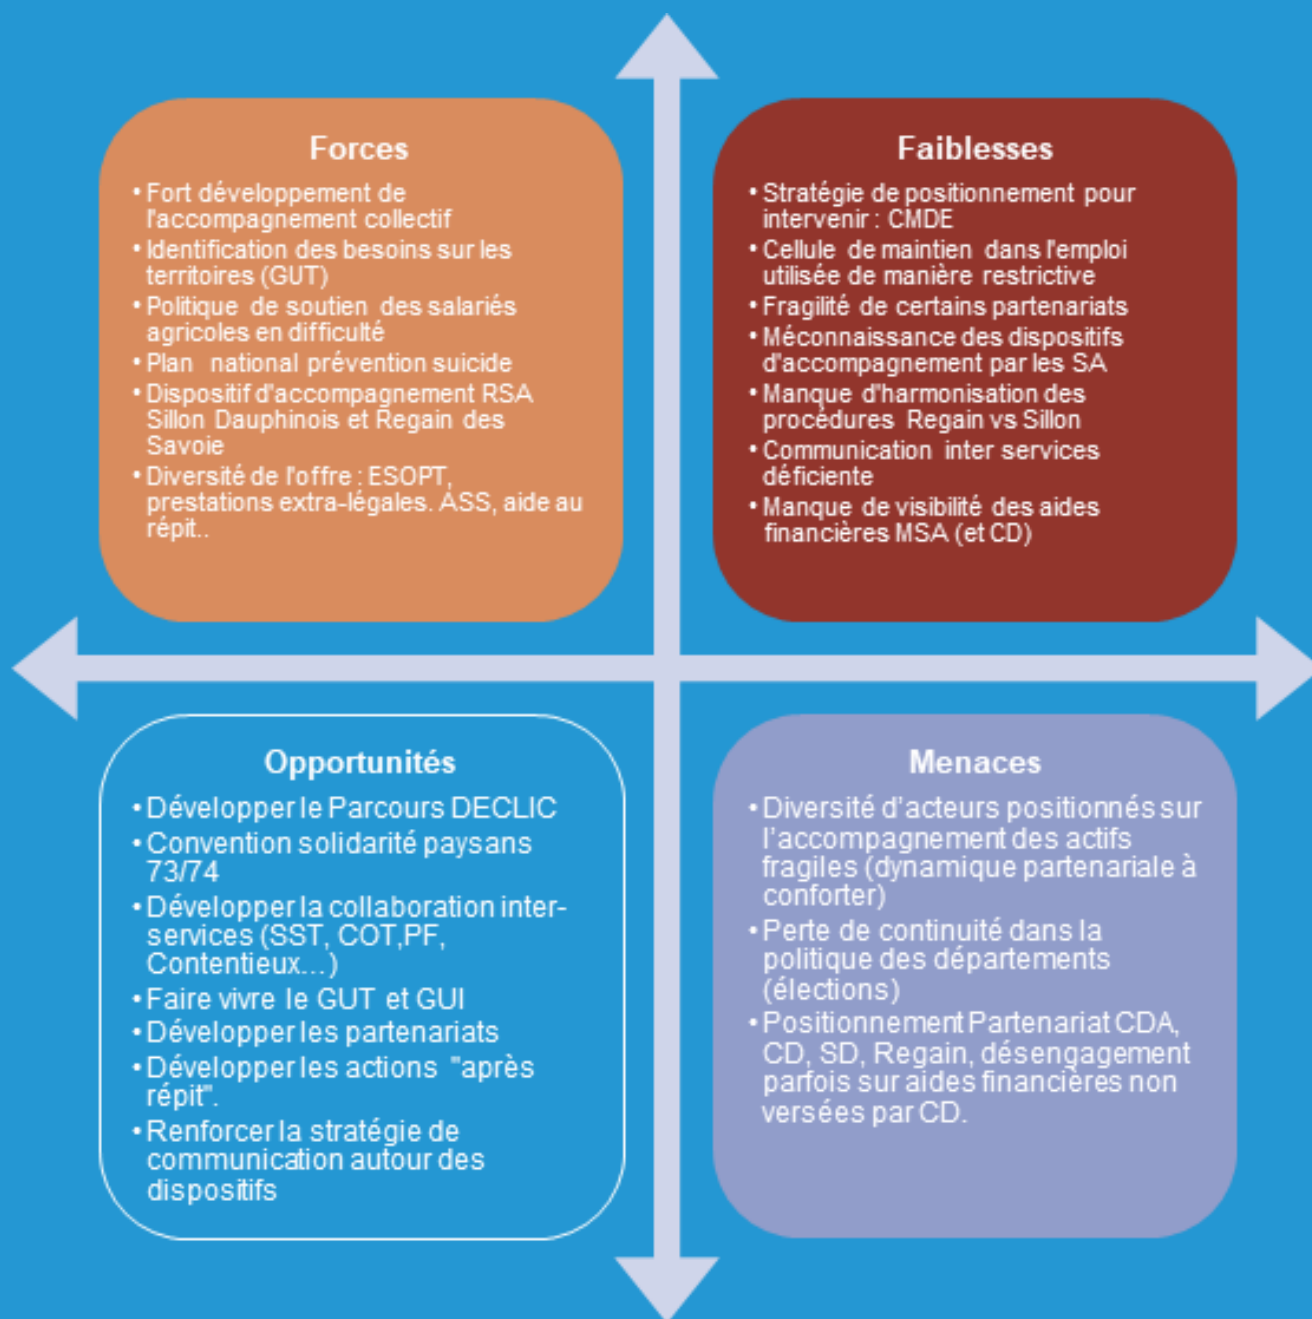 Forces
• Fort développement de
l'accompagnement collectif
• Identification des besoins sur les
territoires (GUT)
• Politique de soutien des salariés
agricoles en difficulté
• Plan national prévention suicide
• Dispositif d'accompagnement RSA
Sillon Dauphinois et Regain des
Savoie
• Diversité de l'offre : ESOPT,
prestations extra-légales. ASS, aide au
répit..
Faiblesses
• Stratégie de positionnement pour
intervenir : CMDE
• Cellule de maintien dans l'emploi
utilisée de manière restrictive
• Fragilité de certains partenariats
• Méconnaissance des dispositifs
d'accompagnement par les SA
• Manque d'harmonisation des
procédures Regain vs Sillon
• Communication inter services
déficiente
• Manque de visibilité des aides
financières MSA (et CD)
Opportunités
• Développer le Parcours DECLIC
• Convention solidarité paysans
73/74
• Développer la collaboration inter-
services (SST, COT,PF,
Contentieux...)
• Faire vivre le GUT et GUI
• Développer les partenariats
• Développer les actions "après
répit".
• Renforcer la stratégie de
communication autour des
dispositifs
Menaces
• Diversité d'acteurs positionnés sur
l'accompagnement des actifs
fragiles (dynamique partenariale à
conforter)
• Perte de continuité dans la
politique des départements
(élections)
• Positionnement Partenariat CDA,
CD, SD, Regain, désengagement
parfois sur aides financières non
versées par CD.